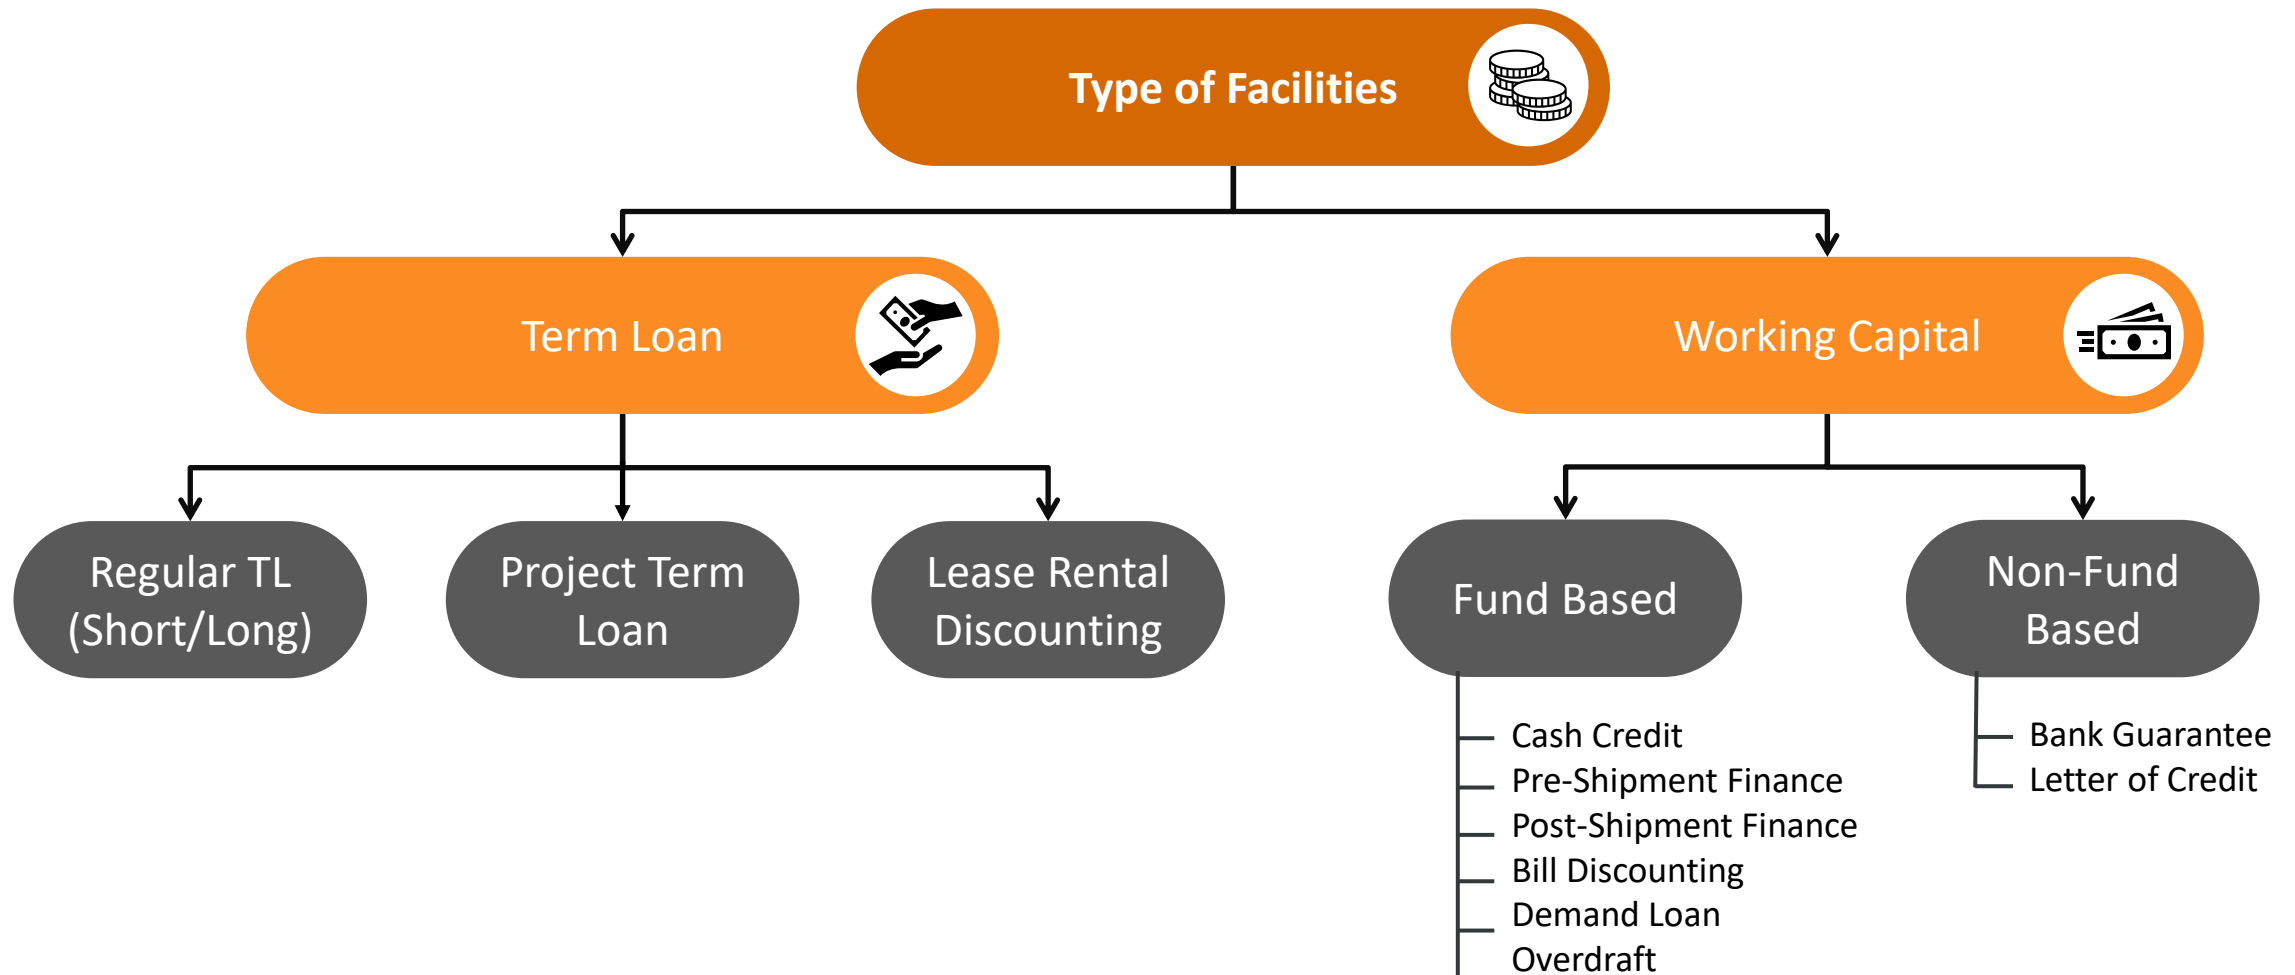 Type of Facilities
Term Loan
Working Capital
Regular TL
(Short/Long)
Project Term
Loan
Lease Rental
Discounting
Fund Based
Non-Fund
Based
Cash Credit
Pre-Shipment Finance
Post-Shipment Finance
Bill Discounting
Demand Loan
Overdraft
Bank Guarantee
Letter of Credit